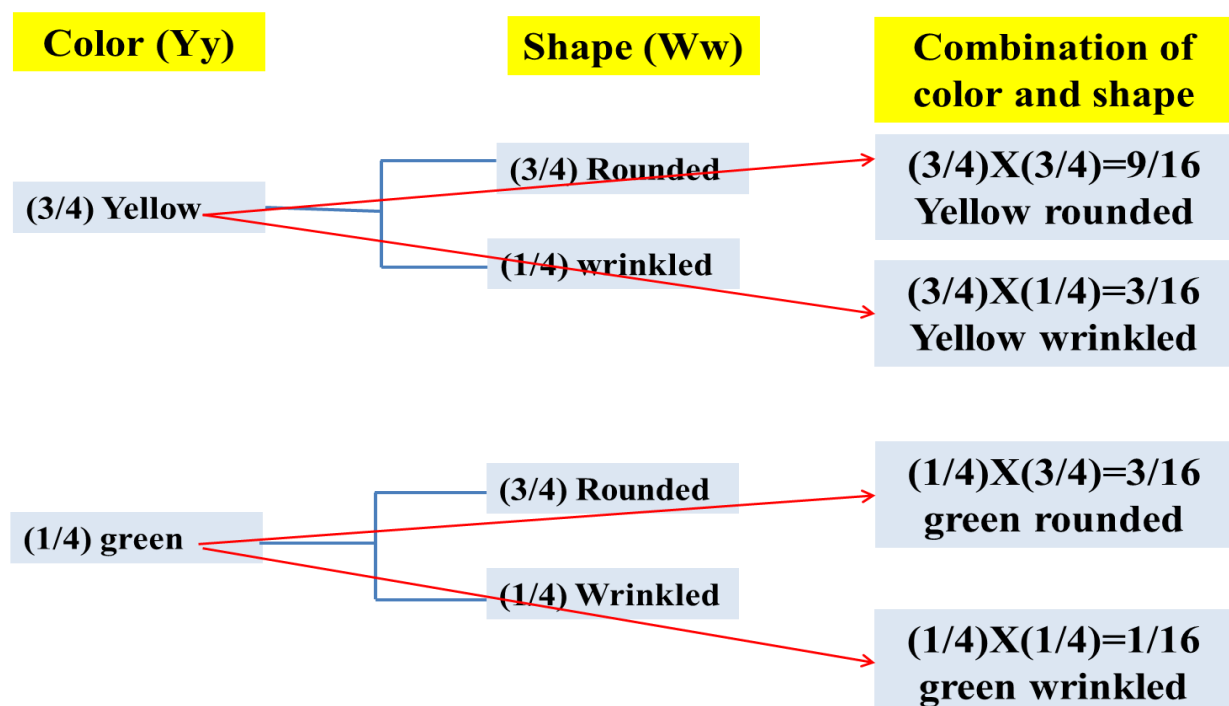 Color (Yy)
Shape (Ww)
Combination of
color and shape
(3/4) Yellow
(3/4) Rounded
(1/4) wrinkled
(3/4)X(3/4)=9/16
Yellow rounded
(3/4)X(1/4)=3/16
Yellow wrinkled
(1/4) green
(3/4) Rounded
(1/4) Wrinkled
(1/4)X(3/4)=3/16
green rounded
(1/4)X(1/4)=1/16
green wrinkled